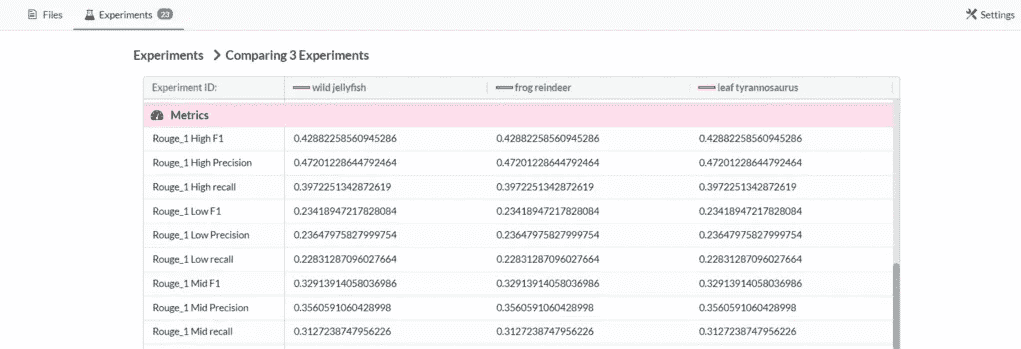 Files Experiments 23 Settings
Experiments > Comparing 3 Experiments
Experiment ID: wild jellyfish frog reindeer leaf tyrannosaurus
Metrics
Rouge_1 High F1 0.42882258560945286 0.42882258560945286 0.42882258560945286
Rouge_1 High Precision 0.47201228644792464 0.47201228644792464 0.47201228644792464
Rouge_1 High recall 0.3972251342872619 0.3972251342872619 0.3972251342872619
Rouge_1 Low F1 0.23418947217828084 0.23418947217828084 0.23418947217828084
Rouge_1 Low Precision 0.23647975827999754 0.23647975827999754 0.23647975827999754
Rouge_1 Low recall 0.22831287096027664 0.22831287096027664 0.22831287096027664
Rouge_1 Mid F1 0.32913914058036986 0.32913914058036986 0.32913914058036986
Rouge_1 Mid Precision 0.3560591060428998 0.3560591060428998 0.3560591060428998
Rouge_1 Mid recall 0.3127238747956226 0.3127238747956226 0.3127238747956226